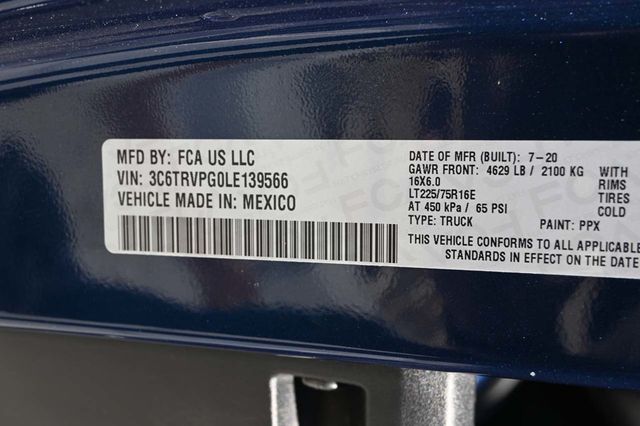 MFD BY: FCA US LLC
VIN: 3C6TRVPG0LE139566
VEHICLE MADE IN: MEXICO
DATE OF MFR (BUILT): 7-20
GAWR FRONT: 4629 LB / 2100 KG WITH
16X6.0 RIMS
LT225/75R16E TIRES
AT 450 kPa / 65 PSI COLD
TYPE: TRUCK PAINT: PPX
THIS VEHICLE CONFORMS TO ALL APPLICABLE
STANDARDS IN EFFECT ON THE DATE OF M